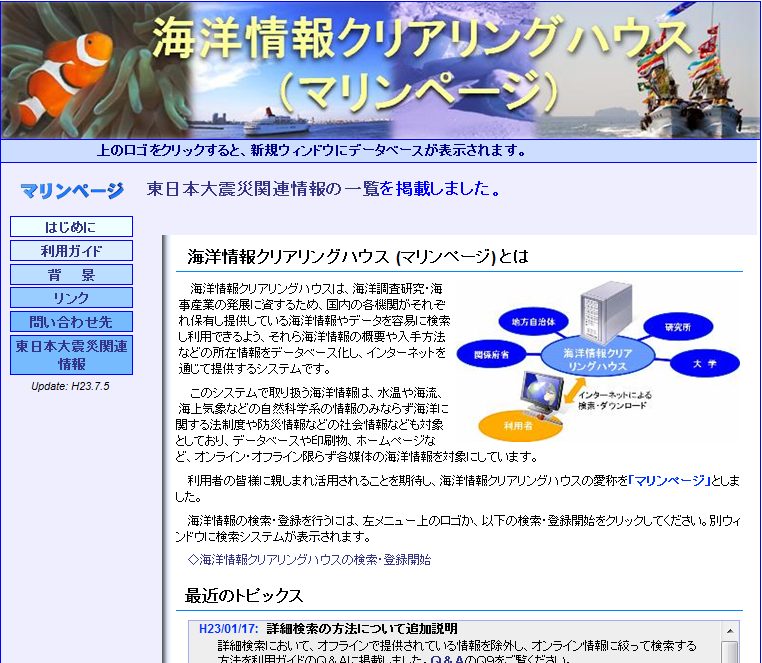 海洋情報クリアリングハウス
(マリンページ)
上のロゴをクリックすると、新規ウィンドウにデータベースが表示されます。
マリンページ
はじめに
利用ガイド
背　景
リンク
問い合わせ先
東日本大震災関連
情報
Update: H23.7.5
東日本大震災関連情報の一覧を掲載しました。
海洋情報クリアリングハウス (マリンページ)とは
海洋情報クリアリングハウスは、海洋調査研究・海
事産業の発展に資するため、国内の各機関がそれぞ
れ保有し提供している海洋情報やデータを容易に検索
し利用できるよう、それら海洋情報の概要や入手方法
などの所在情報をデータベース化し、インターネットを
通じて提供するシステムです。
地方自治体
研究所
関係府省
海洋情報クリア
リングハウス
大 学
インターネットによる
検索・ダウンロード
利用者
このシステムで取り扱う海洋情報は、水温や海流、
海上気象などの自然科学系の情報のみならず海洋に
関する法制度や防災情報などの社会情報なども対象
としており、データベースや印刷物、ホームページな
ど、オンライン・オフライン限らず各媒体の海洋情報を対象にしています。
利用者の皆様に親しまれ活用されることを期待し、海洋情報クリアリングハウスの愛称を「マリンページ」としま
した。
海洋情報の検索・登録を行うには、左メニュー上のロゴか、以下の検索・登録開始をクリックしてください。別ウィ
ンドウに検索システムが表示されます。
◇海洋情報クリアリングハウスの検索・登録開始
最近のトピックス
H23/01/17: 詳細検索の方法について追加説明
詳細検索において、オフラインで提供されている情報を除外し、オンライン情報に絞って検索する
方法を利用ガイドのQ＆Aに掲載しました。Q＆AのQ9をご覧ください。